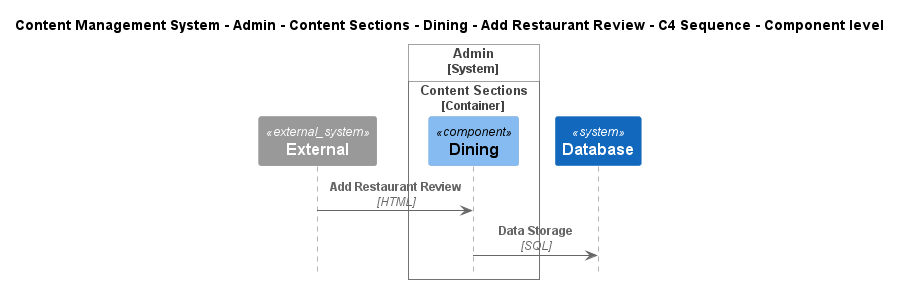 Content Management System - Admin - Content Sections - Dining - Add Restaurant Review - C4 Sequence - Component level
Admin
[System]
Content Sections
[Container]
«external_system»
External
«component»
Dining
«system»
Database
Add Restaurant Review
[HTML]
Data Storage
[SQL]